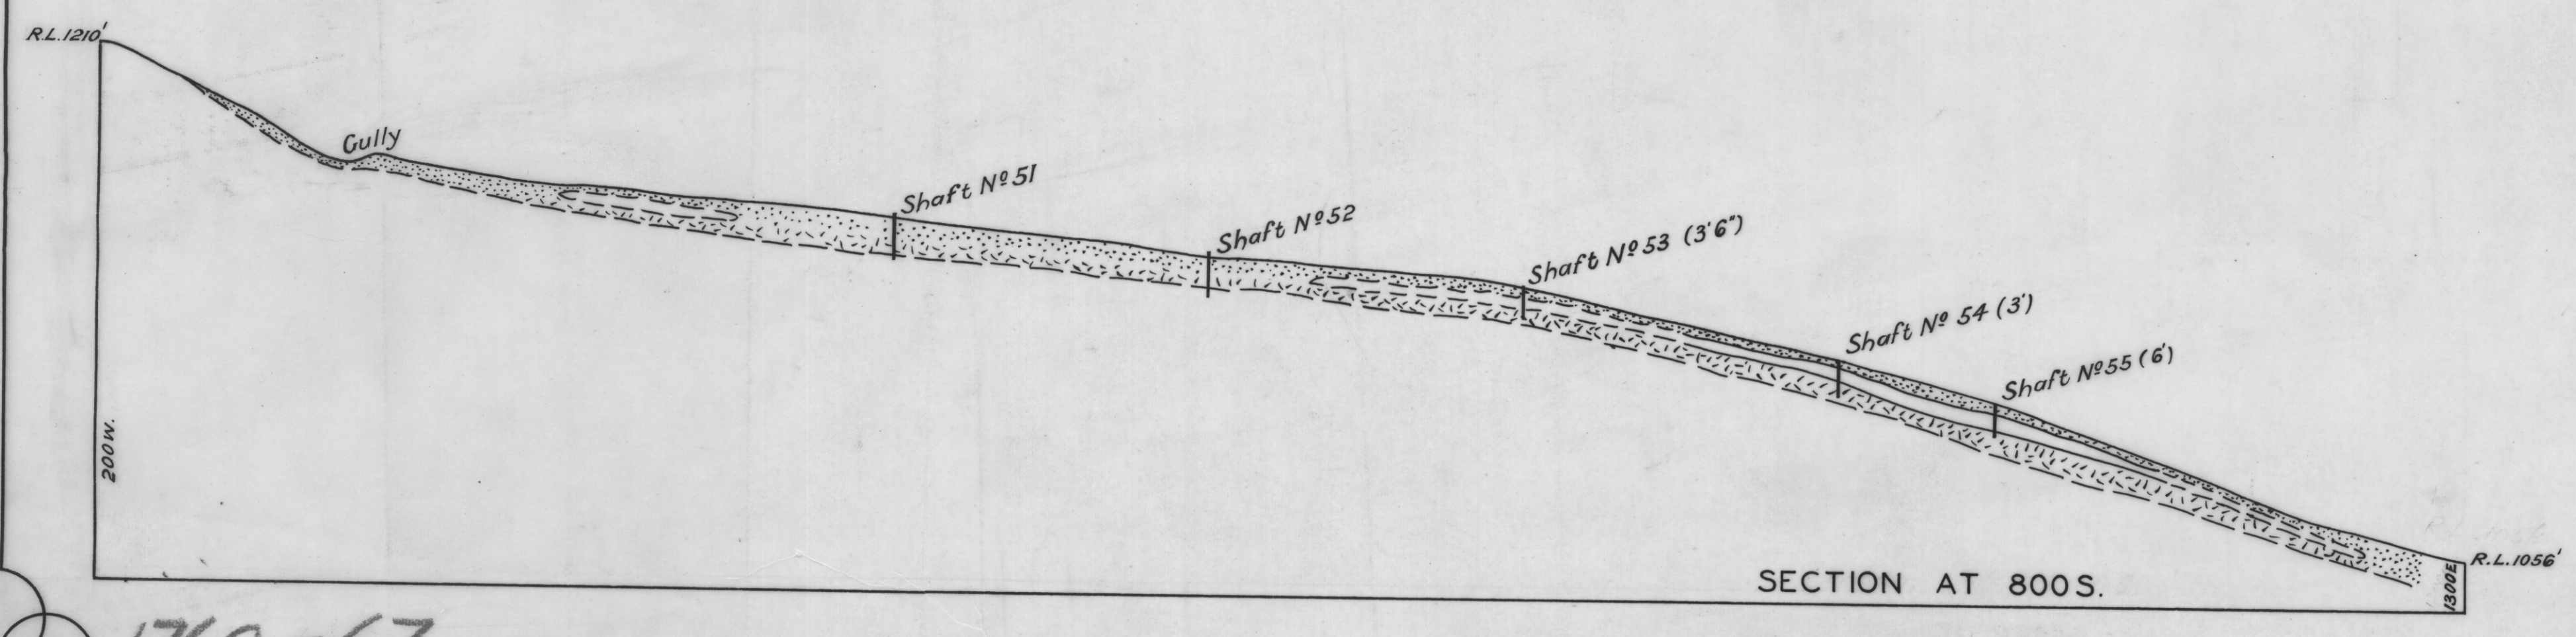 R.L. 1210'
Gully
Shaft Nº 51
Shaft Nº 52
Shaft Nº 53 (3'6")
Shaft Nº 54 (3')
Shaft Nº 55 (6')
200W.
SECTION AT 800S.
1300E
R.L. 1056'